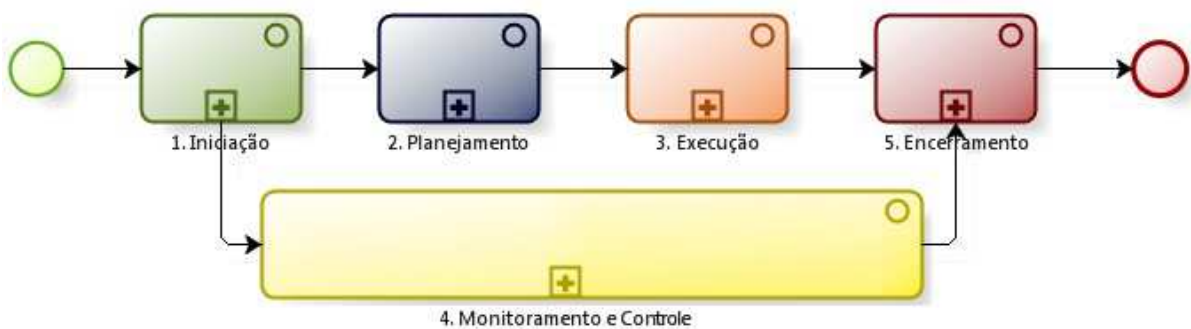 1. Iniciação
2. Planejamento
3. Execução
5. Encerramento
4. Monitoramento e Controle